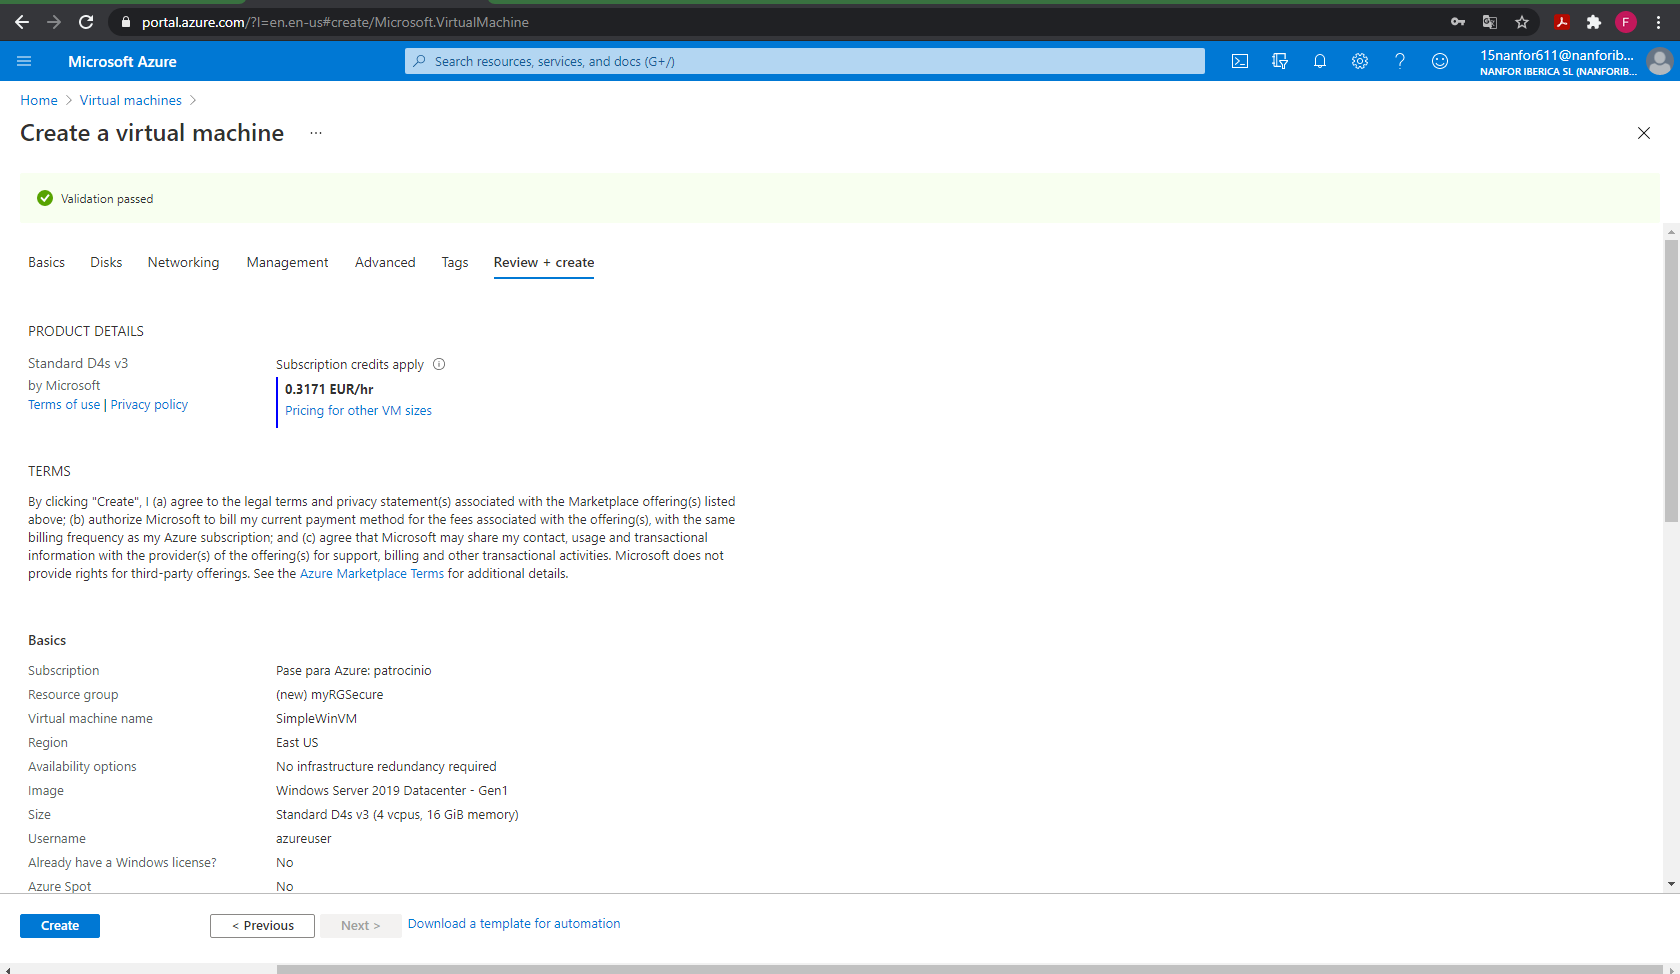 portal.azure.com/?l=en.en-us#create/Microsoft.VirtualMachine
F
Microsoft Azure
Search resources, services, and docs (G+/)
15nanfor611@nanforib...
NANFOR IBERICA SL (NANFORIB...
Home > Virtual machines >
Create a virtual machine ...
Validation passed
Basics Disks Networking Management Advanced Tags Review + create
PRODUCT DETAILS
Standard D4s v3
by Microsoft
Terms of use | Privacy policy
Subscription credits apply
0.3171 EUR/hr
Pricing for other VM sizes
TERMS
By clicking "Create", I (a) agree to the legal terms and privacy statement(s) associated with the Marketplace offering(s) listed
above; (b) authorize Microsoft to bill my current payment method for the fees associated with the offering(s), with the same
billing frequency as my Azure subscription; and (c) agree that Microsoft may share my contact, usage and transactional
information with the provider(s) of the offering(s) for support, billing and other transactional activities. Microsoft does not
provide rights for third-party offerings. See the Azure Marketplace Terms for additional details.
Basics
Subscription Pase para Azure: patrocinio
Resource group (new) myRGSecure
Virtual machine name SimpleWinVM
Region East US
Availability options No infrastructure redundancy required
Image Windows Server 2019 Datacenter - Gen1
Size Standard D4s v3 (4 vcpus, 16 GiB memory)
Username azureuser
Already have a Windows license? No
Azure Spot No
Create < Previous Next > Download a template for automation